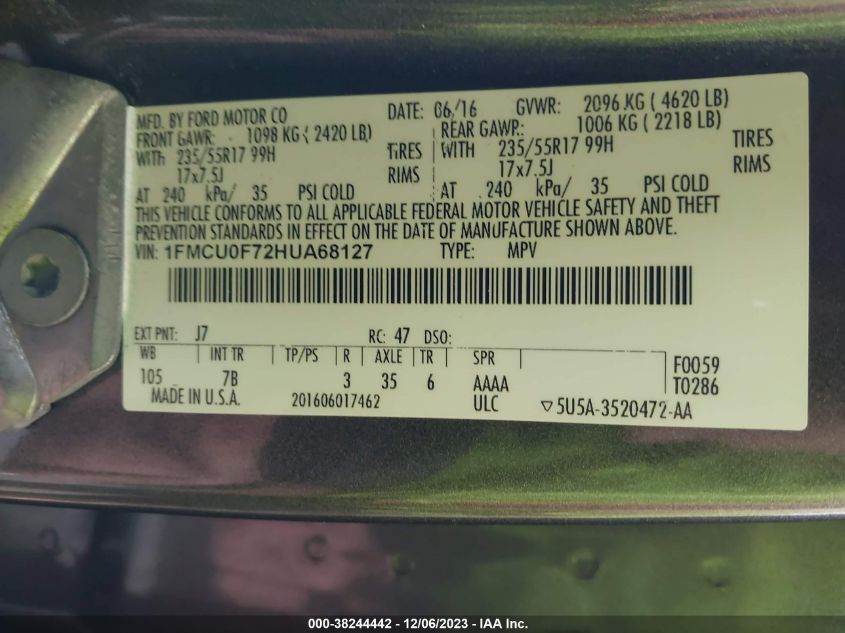 MFD. BY FORD MOTOR CO DATE: 06/16 GVWR: 2096 KG ( 4620 LB)
FRONT GAWR: 1098 KG ( 2420 LB) REAR GAWR: 1006 KG ( 2218 LB)
WITH 235/55R17 99H TIRES WITH 235/55R17 99H TIRES
17x7.5J RIMS 17x7.5J RIMS
AT 240 kPa/ 35 PSI COLD AT 240 kPa/ 35 PSI COLD
THIS VEHICLE CONFORMS TO ALL APPLICABLE FEDERAL MOTOR VEHICLE SAFETY AND THEFT
PREVENTION STANDARDS IN EFFECT ON THE DATE OF MANUFACTURE SHOWN ABOVE.
VIN: 1FMCU0F72HUA68127 TYPE: MPV
EXT PNT: J7 RC: 47 DSO:
WB INT TR TP/PS R AXLE TR SPR F0059
105 7B 3 35 6 AAAA T0286
MADE IN U.S.A. 201606017462 ULC ▽5U5A-3520472-AA
000-38244442 - 12/06/2023 - IAA Inc.